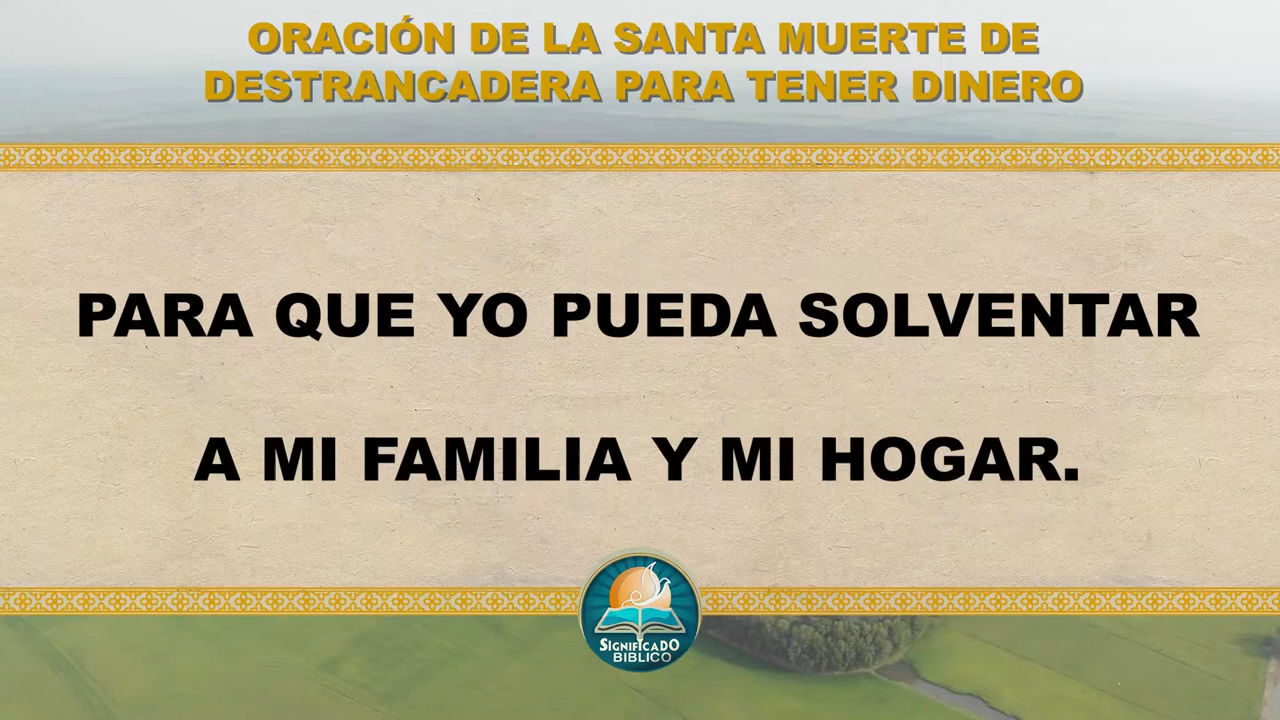 ORACIÓN DE LA SANTA MUERTE DE
DESTRANCADERA PARA TENER DINERO
PARA QUE YO PUEDA SOLVENTAR
A MI FAMILIA Y MI HOGAR.
SIGNIFICADO
BIBLICO